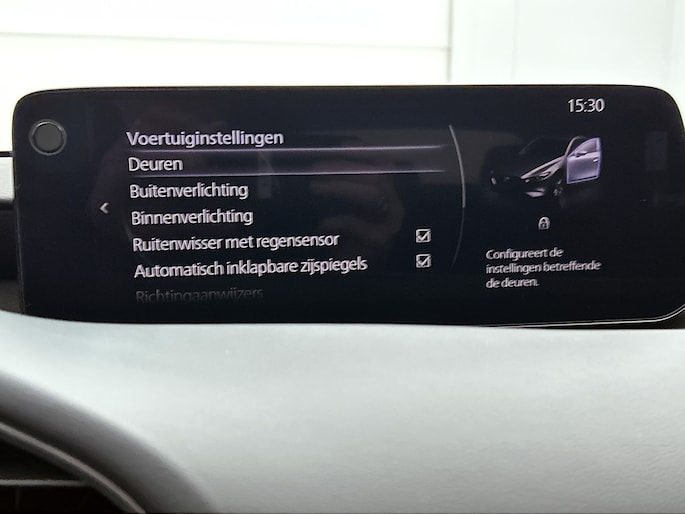 15:30
Voertuiginstellingen
Deuren
Buitenverlichting
Binnenverlichting
Ruitenwisser met regensensor
Automatisch inklapbare zijspiegels
Richtingaanwijzers
Configureert de
instellingen betreffende
de deuren.